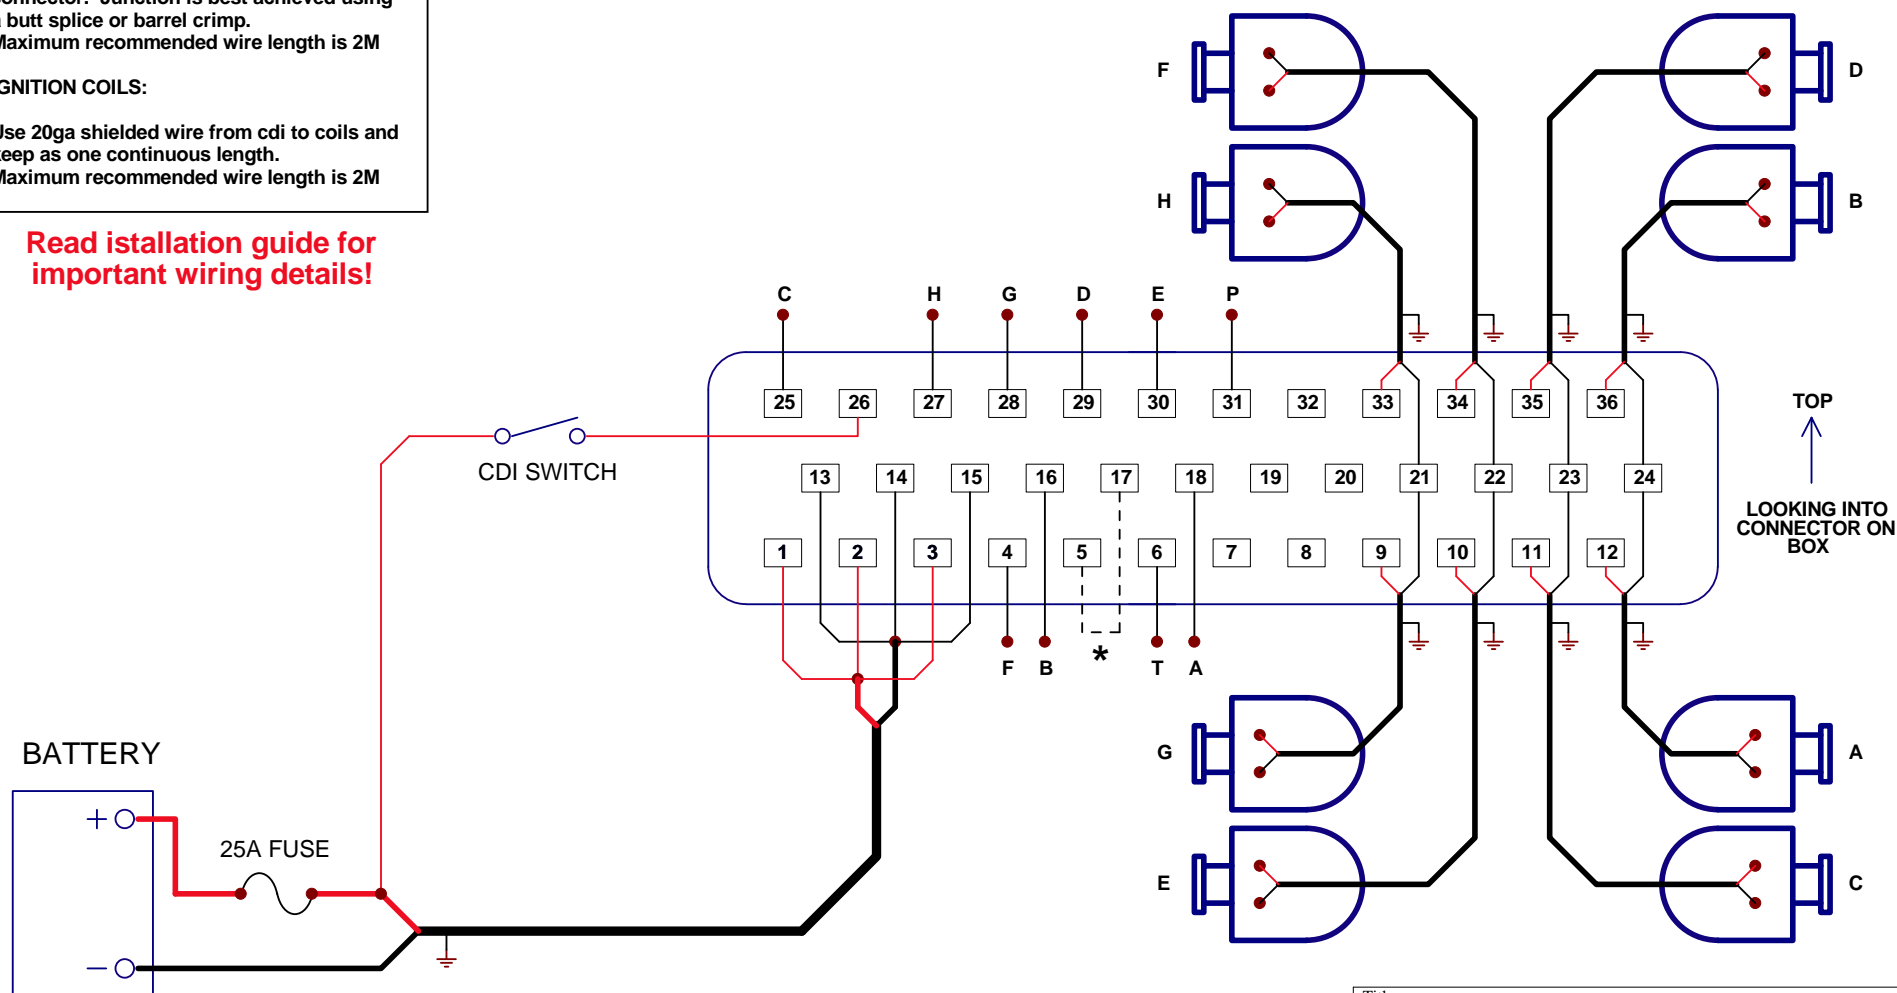 connector. Junction is best achieved using
a butt splice or barrel crimp.
Maximum recommended wire length is 2M
IGNITION COILS:
Use 20ga shielded wire from cdi to coils and
keep as one continuous length.
Maximum recommended wire length is 2M
Read istallation guide for
important wiring details!
F
D
H
B
C H G D E P
25 26 27 28 29 30 31 32 33 34 35 36
TOP
CDI SWITCH
13 14 15 16 17 18 19 20 21 22 23 24
LOOKING INTO
CONNECTOR ON
BOX
1 2 3 4 5 6 7 8 9 10 11 12
F B * T A
G
A
BATTERY
+
25A FUSE
E
C
−